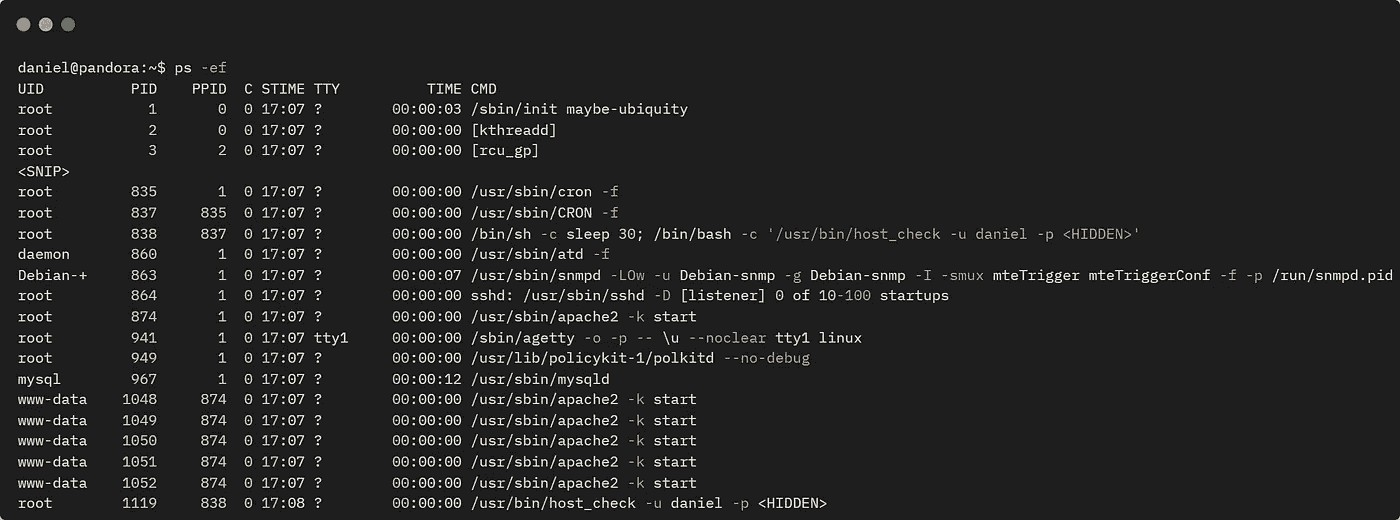 daniel@pandora:~$ ps -ef
UID          PID    PPID  C STIME TTY          TIME CMD
root           1       0  0 17:07 ?        00:00:03 /sbin/init maybe-ubiquity
root           2       0  0 17:07 ?        00:00:00 [kthreadd]
root           3       2  0 17:07 ?        00:00:00 [rcu_gp]
<SNIP>
root         835       1  0 17:07 ?        00:00:00 /usr/sbin/cron -f
root         837     835  0 17:07 ?        00:00:00 /usr/sbin/CRON -f
root         838     837  0 17:07 ?        00:00:00 /bin/sh -c sleep 30; /bin/bash -c '/usr/bin/host_check -u daniel -p <HIDDEN>'
daemon       860       1  0 17:07 ?        00:00:00 /usr/sbin/atd -f
Debian-+     863       1  0 17:07 ?        00:00:07 /usr/sbin/snmpd -LOw -u Debian-snmp -g Debian-snmp -I -smux mteTrigger mteTriggerConf -f -p /run/snmpd.pid
root         864       1  0 17:07 ?        00:00:00 sshd: /usr/sbin/sshd -D [listener] 0 of 10-100 startups
root         874       1  0 17:07 ?        00:00:00 /usr/sbin/apache2 -k start
root         941       1  0 17:07 tty1     00:00:00 /sbin/agetty -o -p -- \u --noclear tty1 linux
root         949       1  0 17:07 ?        00:00:00 /usr/lib/policykit-1/polkitd --no-debug
mysql        967       1  0 17:07 ?        00:00:12 /usr/sbin/mysqld
www-data    1048     874  0 17:07 ?        00:00:00 /usr/sbin/apache2 -k start
www-data    1049     874  0 17:07 ?        00:00:00 /usr/sbin/apache2 -k start
www-data    1050     874  0 17:07 ?        00:00:00 /usr/sbin/apache2 -k start
www-data    1051     874  0 17:07 ?        00:00:00 /usr/sbin/apache2 -k start
www-data    1052     874  0 17:07 ?        00:00:00 /usr/sbin/apache2 -k start
root        1119     838  0 17:08 ?        00:00:00 /usr/bin/host_check -u daniel -p <HIDDEN>